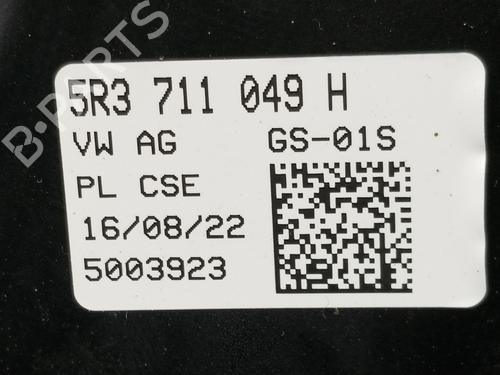 B-PARTS
5R3 711 049 H
VW AG GS-01S
PL CSE
16/08/22
5003923